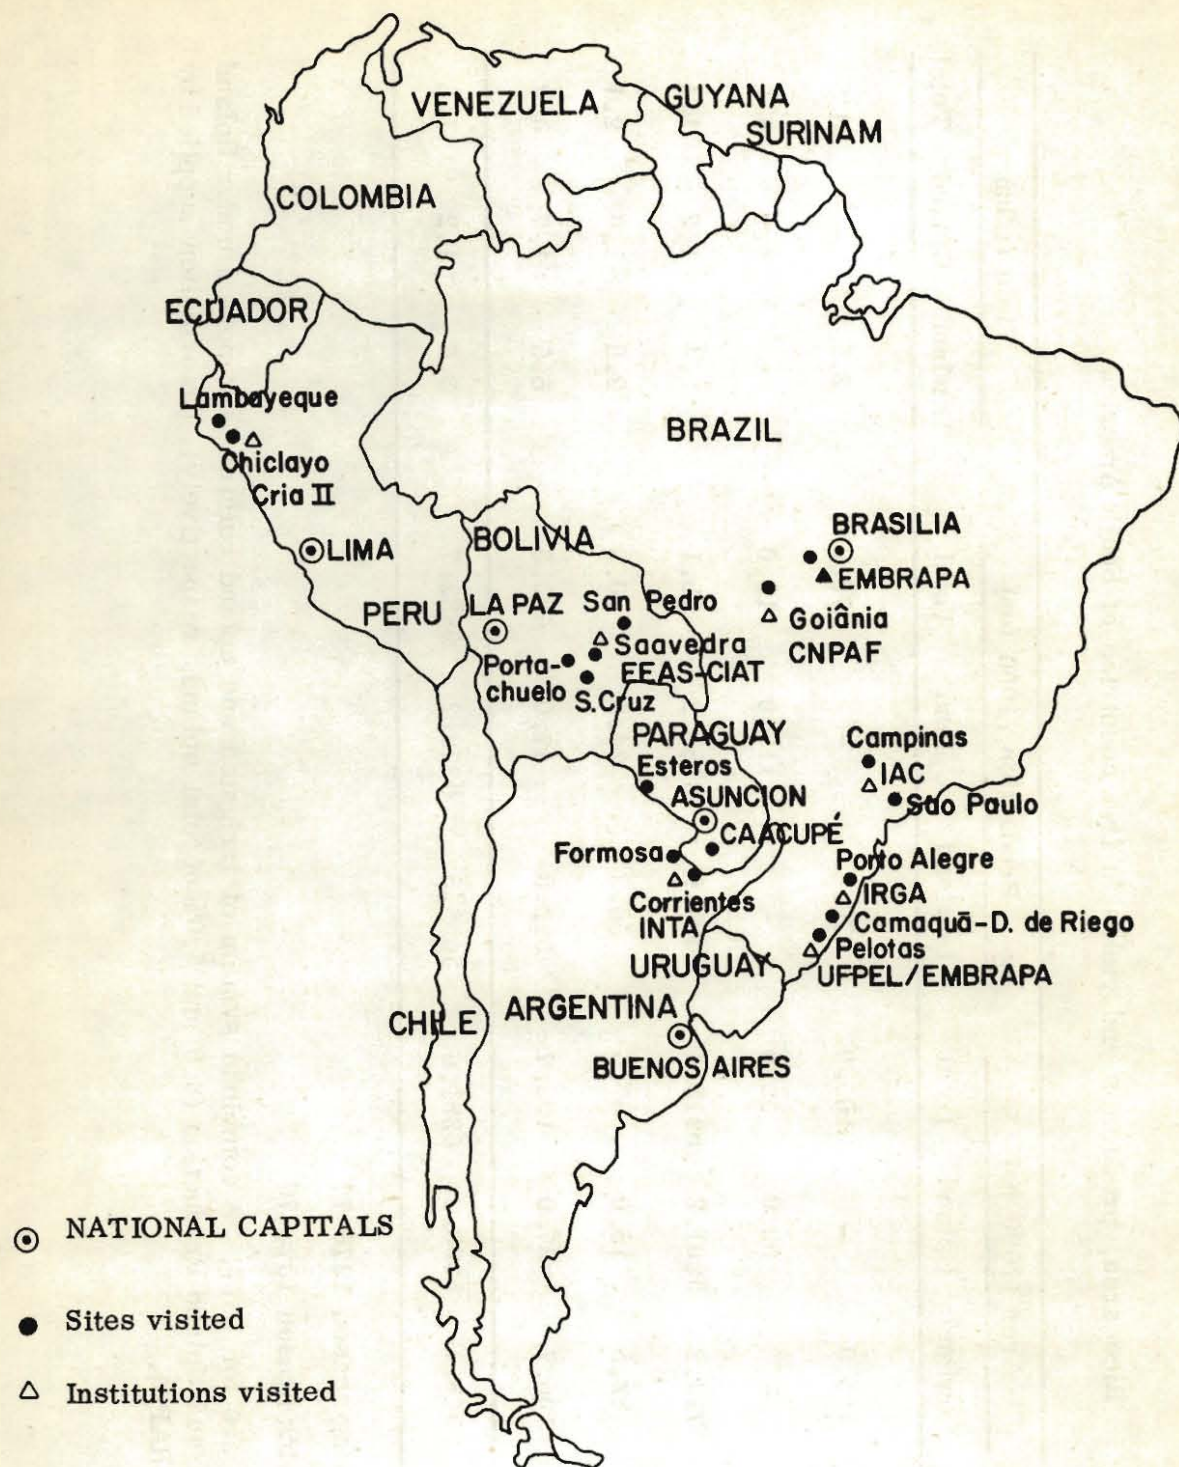 VENEZUELA
GUYANA
SURINAM
COLOMBIA
ECUADOR
Lambayeque
Chiclayo
Cria II
LIMA
PERU
BRAZIL
BOLIVIA
LA PAZ
San Pedro
Saavedra
EEAS-CIAT
Porta-
chuelo
S.Cruz
BRASILIA
EMBRAPA
Goiânia
CNPAF
PARAGUAY
Esteros
ASUNCION
CAACUPÉ
Formosa
Corrientes
INTA
Campinas
IAC
São Paulo
Porto Alegre
IRGA
Camaquã-D. de Riego
Pelotas
UFPEL/EMBRAPA
URUGUAY
ARGENTINA
CHILE
BUENOS AIRES
NATIONAL CAPITALS
Sites visited
Institutions visited